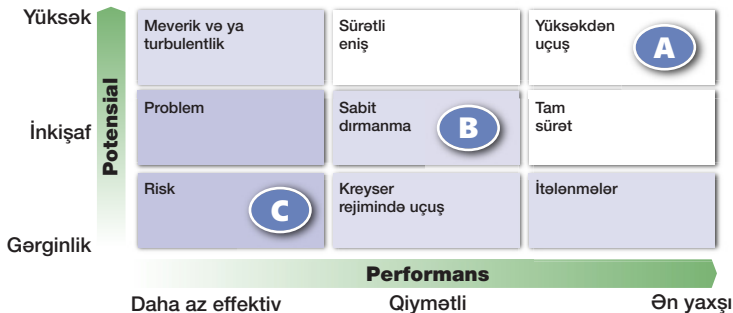 Yüksək
Meverik və ya
turbulentlik
Sürətli
eniş
Yüksəkdən
uçuş
A
Potensial
İnkişaf
Problem
Sabit
dırmanma
B
Tam
sürət
Risk
C
Kreyser
rejimində uçuş
İtələnmələr
Gərginlik
Performans
Daha az effektiv
Qiymətli
Ən yaxşı